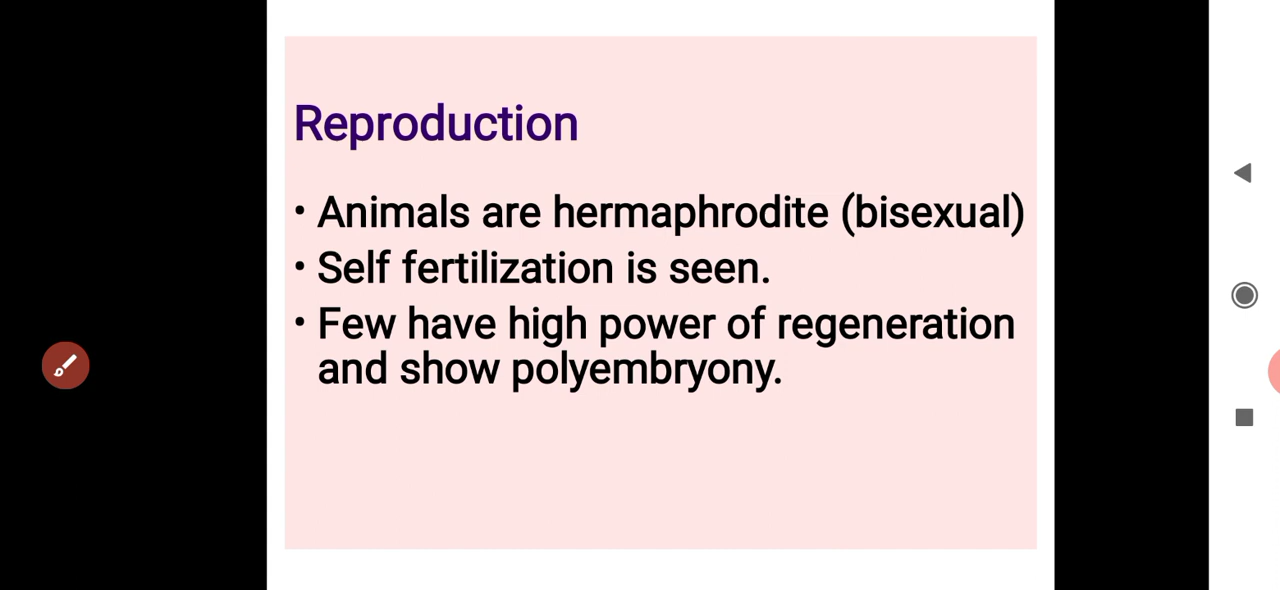 Reproduction
• Animals are hermaphrodite (bisexual)
• Self fertilization is seen.
• Few have high power of regeneration
and show polyembryony.